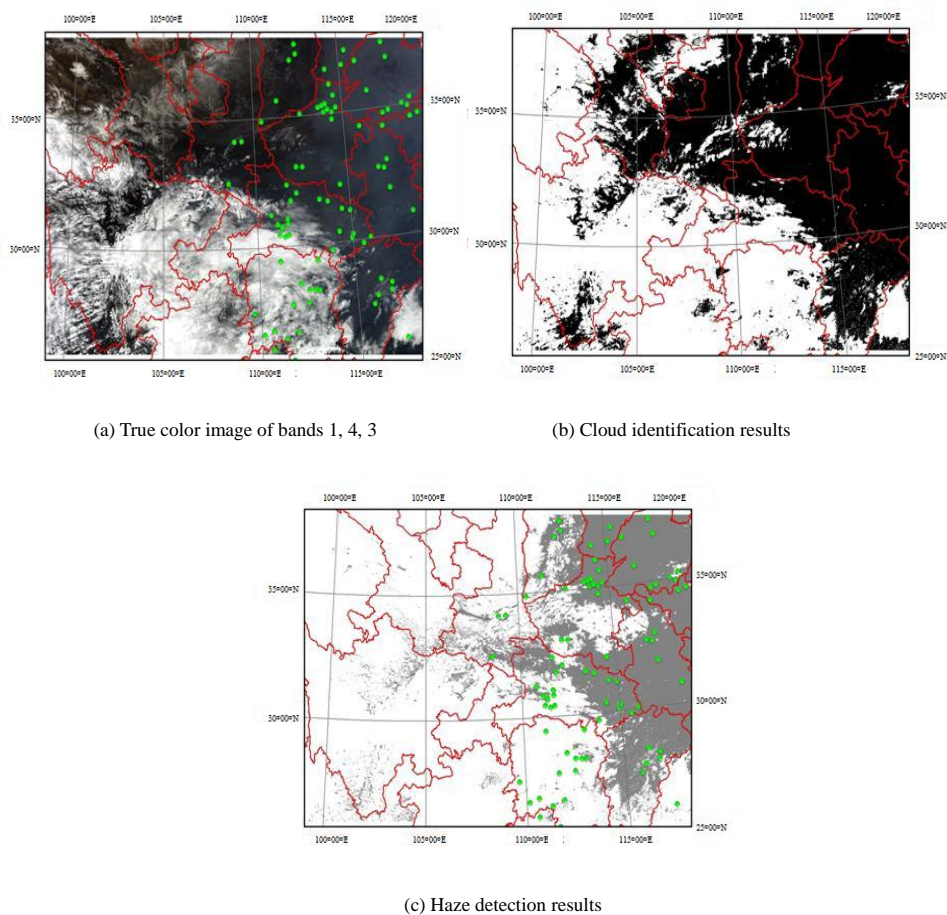 100°00°E 105°00°E 110°00°E 115°00°E 120°00°E
35°00°N
30°00°N
35°00°N
25°00°N
100°00°E 105°00°E 110°00°E 115°00°E
(a) True color image of bands 1, 4, 3
100°00°E 105°00°E 110°00°E 115°00°E 120°00°E
35°00°N
30°00°N
35°00°N
30°00°N
25°00°N
100°00°E 105°00°E 110°00°E 115°00°E
(b) Cloud identification results
100°00°E 105°00°E 110°00°E 115°00°E 120°00°E
35°00°N
30°00°N
35°00°N
30°00°N
25°00°N
100°00°E 105°00°E 110°00°E 115°00°E
(c) Haze detection results